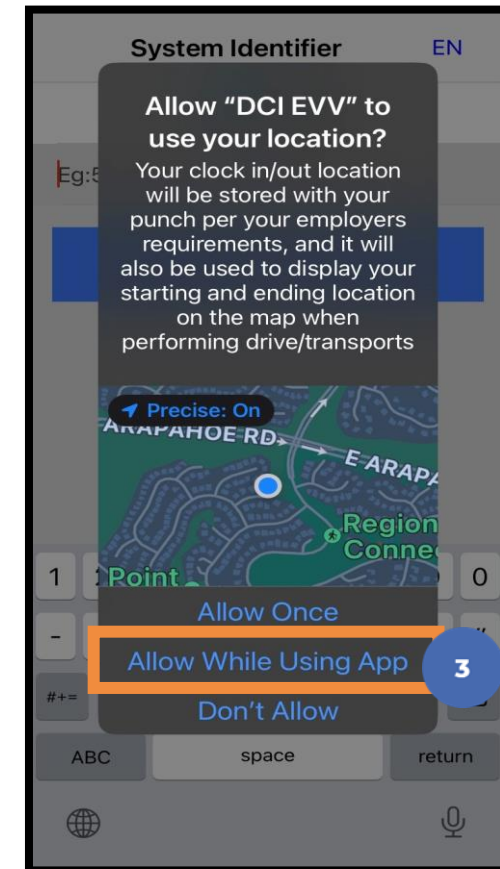 System Identifier
EN
Allow “DCI EVV” to
use your location?
Your clock in/out location
will be stored with your
punch per your employers
requirements, and it will
also be used to display your
starting and ending location
on the map when
performing drive/transports
Eg:5
Precise: On
ARAPAHOE RD
E ARAPA
Region
Conne
Point
1
0
Allow Once
-
Allow While Using App
3
#+=
Don’t Allow
ABC
space
return